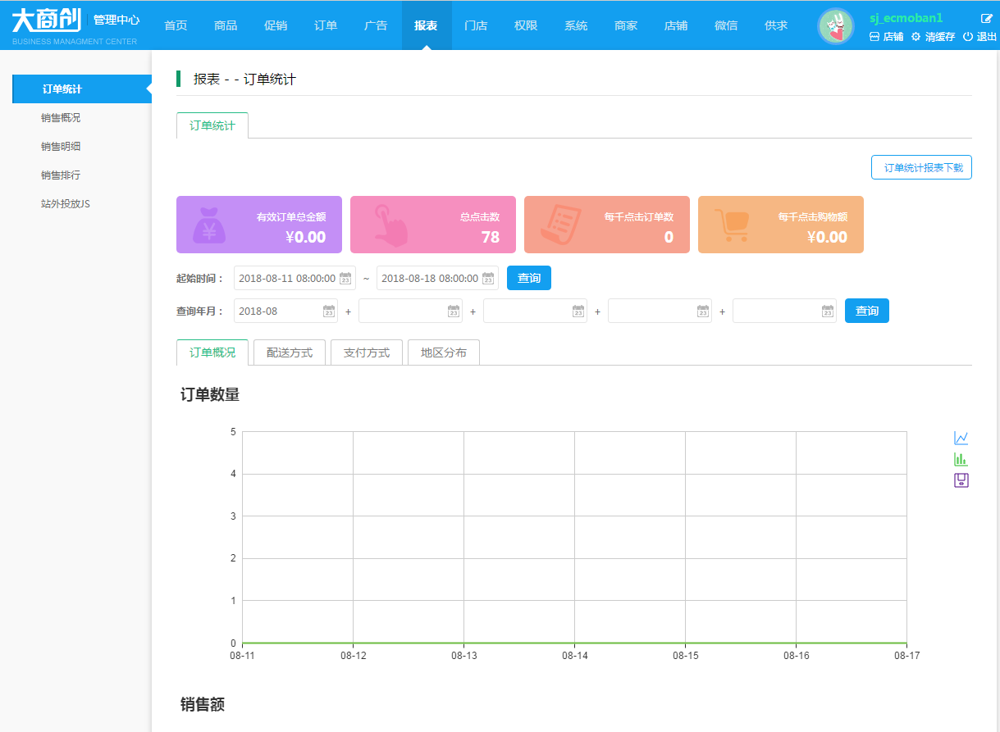 大商创 管理中心
BUSINESS MANAGMENT CENTER
首页 商品 促销 订单 广告 报表 门店 权限 系统 商家 店铺 微信 供求
sj_ecmoban1
店铺 清缓存 退出
订单统计
销售概况
销售明细
销售排行
站外投放JS
报表 - - 订单统计
订单统计
订单统计报表下载
有效订单总金额
¥0.00
总点击数
78
每千点击订单数
0
每千点击购物额
¥0.00
起始时间： 2018-08-11 08:00:00 ~ 2018-08-18 08:00:00 查询
查询年月： 2018-08 + + + + 查询
订单概况 配送方式 支付方式 地区分布
订单数量
5
4
3
2
1
0
08-11 08-12 08-13 08-14 08-15 08-16 08-17
销售额